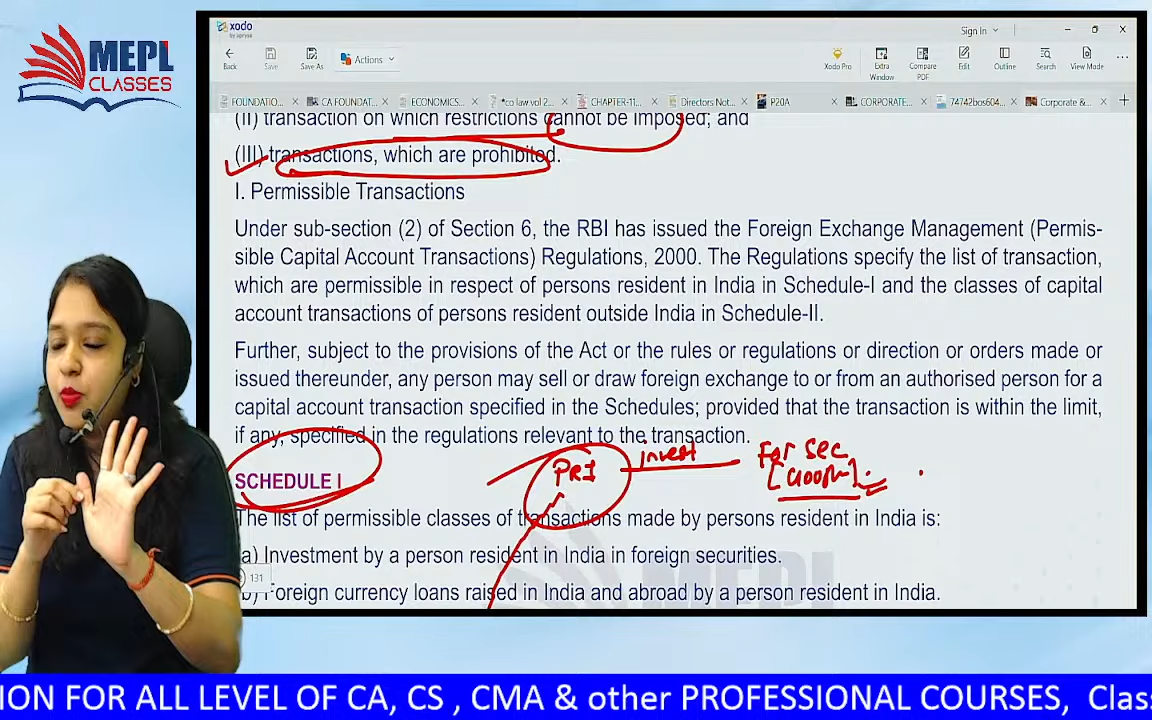 MEPL
CLASSES
xodo
by apryse
Sign In
Back
Save
Save As
Actions
Xodo Pro
Extra
Window
Compare
PDF
Edit
Outline
Search
View Mode
FOUNDATIO...
CA FOUNDAT...
ECONOMICS...
*co law vol 2...
CHAPTER-11...
Directors Not...
P20A
CORPORATE...
74742bos604...
Corporate &...
(II) transaction on which restrictions cannot be imposed; and
(III) transactions, which are prohibited.
I. Permissible Transactions
Under sub-section (2) of Section 6, the RBI has issued the Foreign Exchange Management (Permis-
sible Capital Account Transactions) Regulations, 2000. The Regulations specify the list of transaction,
which are permissible in respect of persons resident in India in Schedule-I and the classes of capital
account transactions of persons resident outside India in Schedule-II.
Further, subject to the provisions of the Act or the rules or regulations or direction or orders made or
issued thereunder, any person may sell or draw foreign exchange to or from an authorised person for a
capital account transaction specified in the Schedules; provided that the transaction is within the limit,
if any, specified in the regulations relevant to the transaction.
SCHEDULE I
PRI
invest
For sec
The list of permissible classes of transactions made by persons resident in India is:
a) Investment by a person resident in India in foreign securities.
131
b) Foreign currency loans raised in India and abroad by a person resident in India.
MEPL
ION FOR ALL LEVEL OF CA, CS , CMA & other PROFESSIONAL COURSES, Class